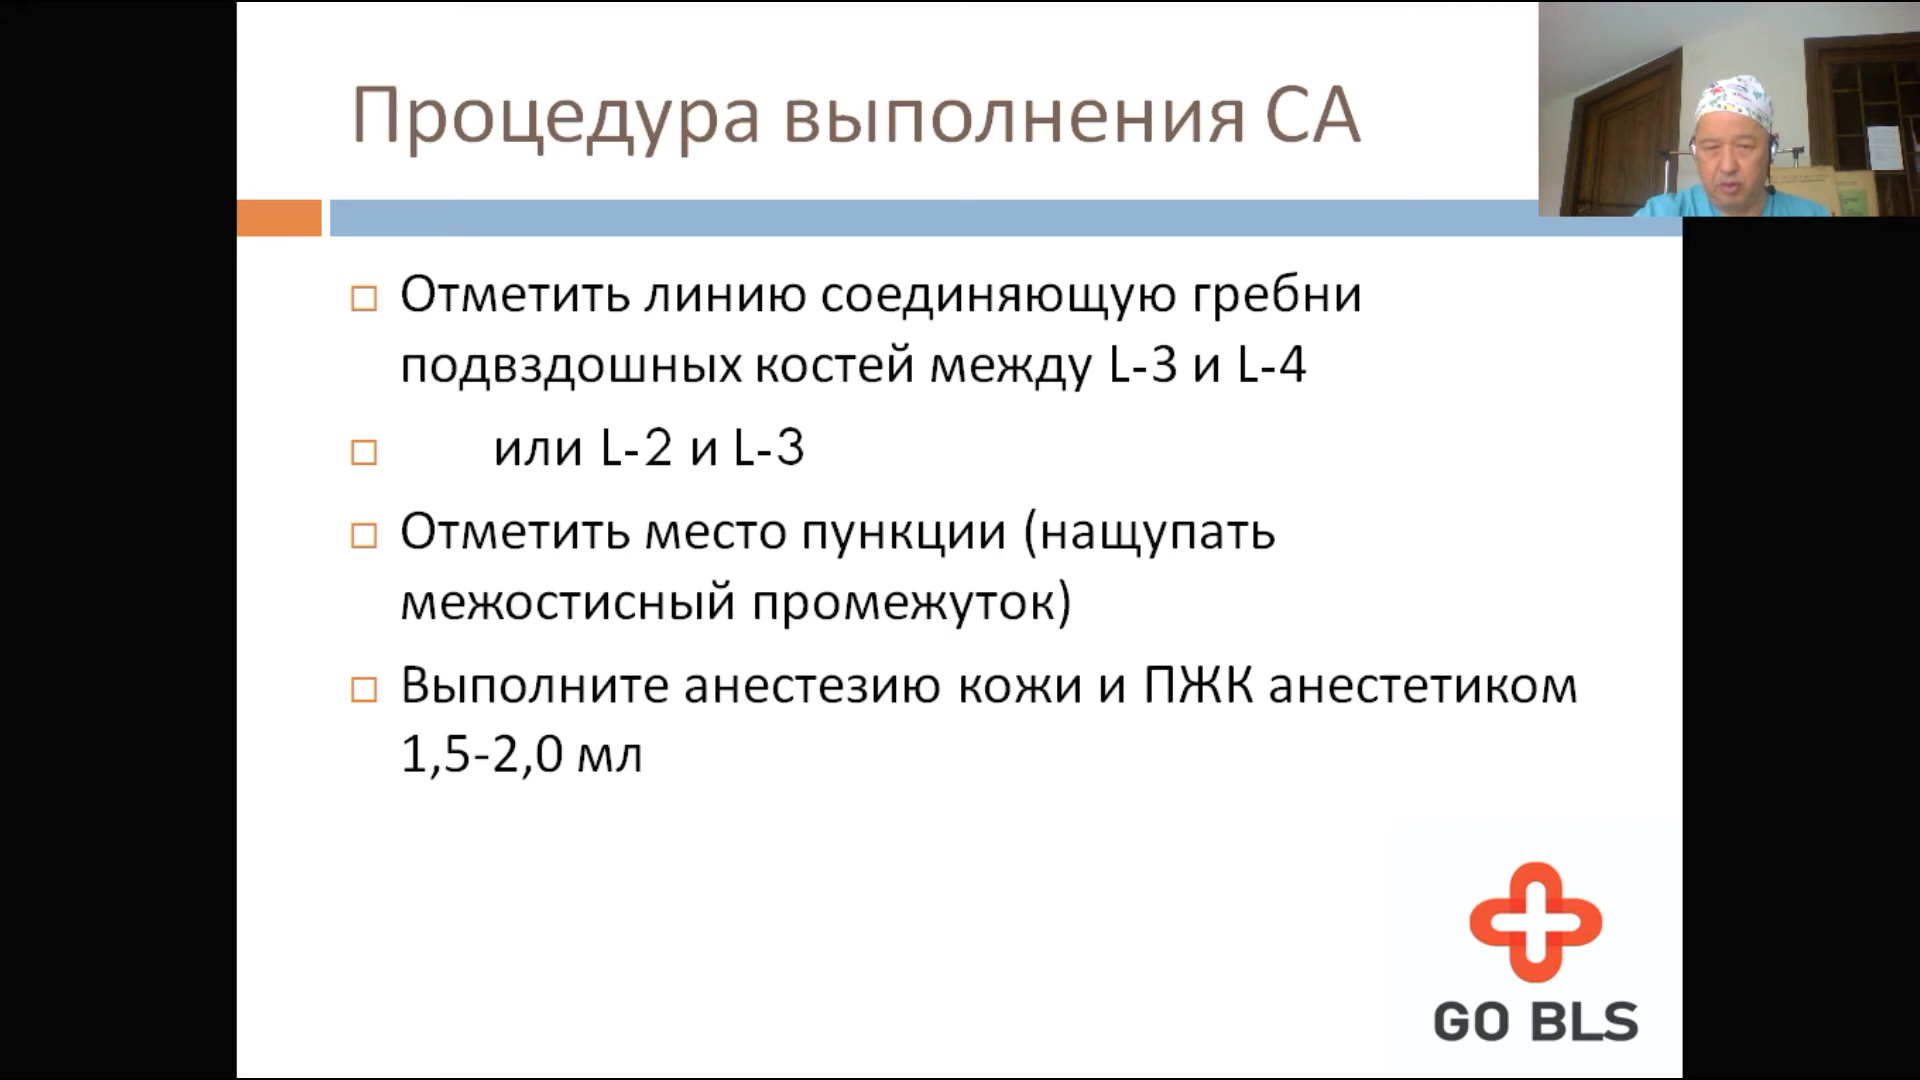 Процедура выполнения СА
Отметить линию соединяющую гребни
подвздошных костей между L-3 и L-4
или L-2 и L-3
Отметить место пункции (нащупать
межостисный промежуток)
Выполните анестезию кожи и ПЖК анестетиком
1,5-2,0 мл
GO BLS